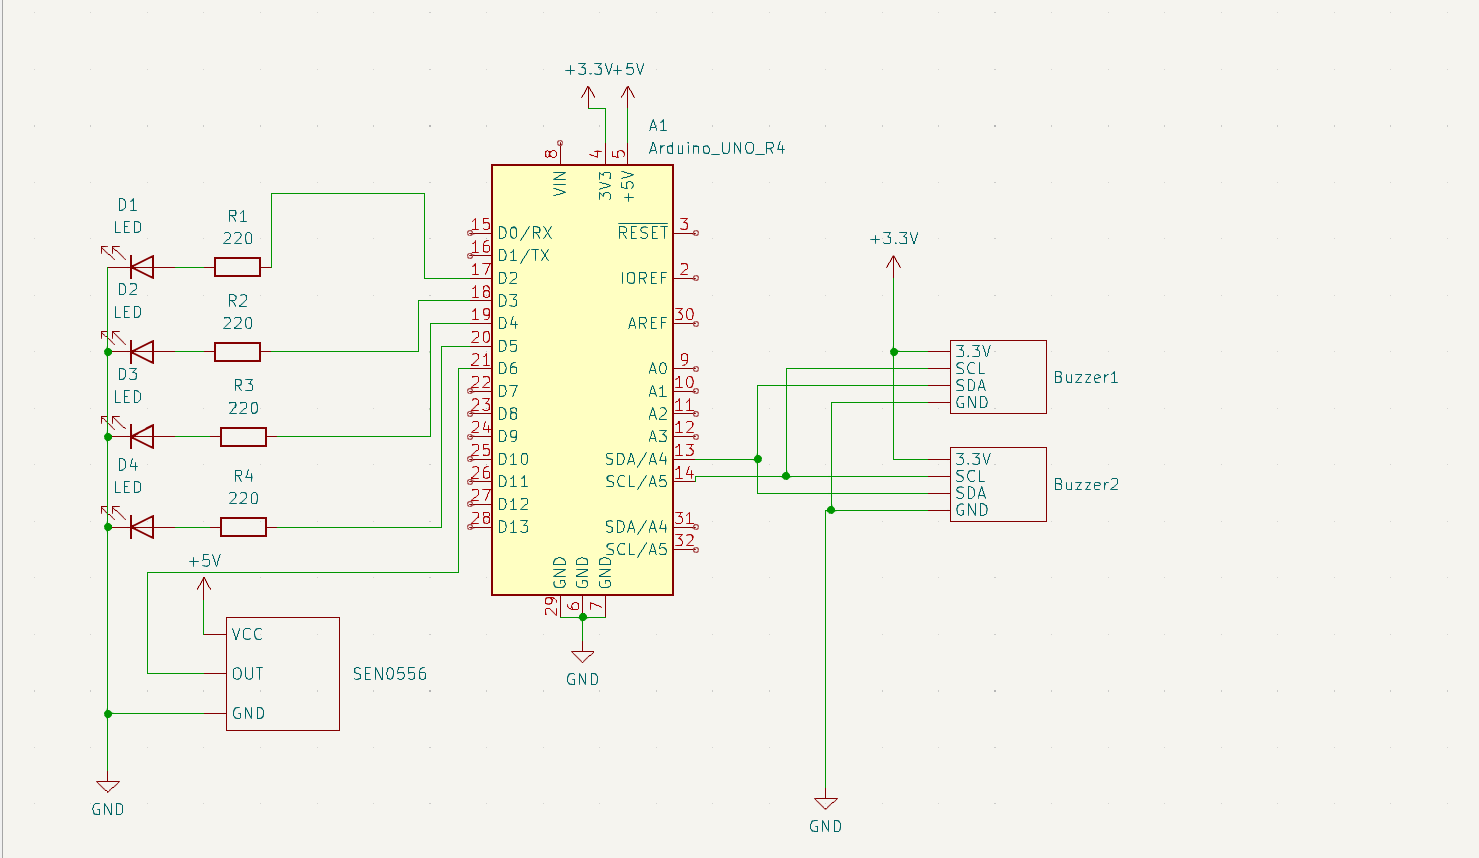 +3.3V +5V
A1
Arduino_UNO_R4
8
4
5
VIN
3V3
+5V
D1
LED
R1
220
D2
LED
R2
220
D3
LED
R3
220
D4
LED
R4
220
15 D0/RX
16 D1/TX
17 D2
18 D3
19 D4
20 D5
21 D6
22 D7
23 D8
24 D9
25 D10
26 D11
27 D12
28 D13
RESET 3
IOREF 2
AREF 30
A0 9
A1 10
A2 11
A3 12
SDA/A4 13
SCL/A5 14
SDA/A4 31
SCL/A5 32
GND
GND
GND
29
6
7
GND
+3.3V
3.3V
SCL
SDA
GND
Buzzer1
3.3V
SCL
SDA
GND
Buzzer2
+5V
VCC
OUT
GND
SEN0556
GND
GND